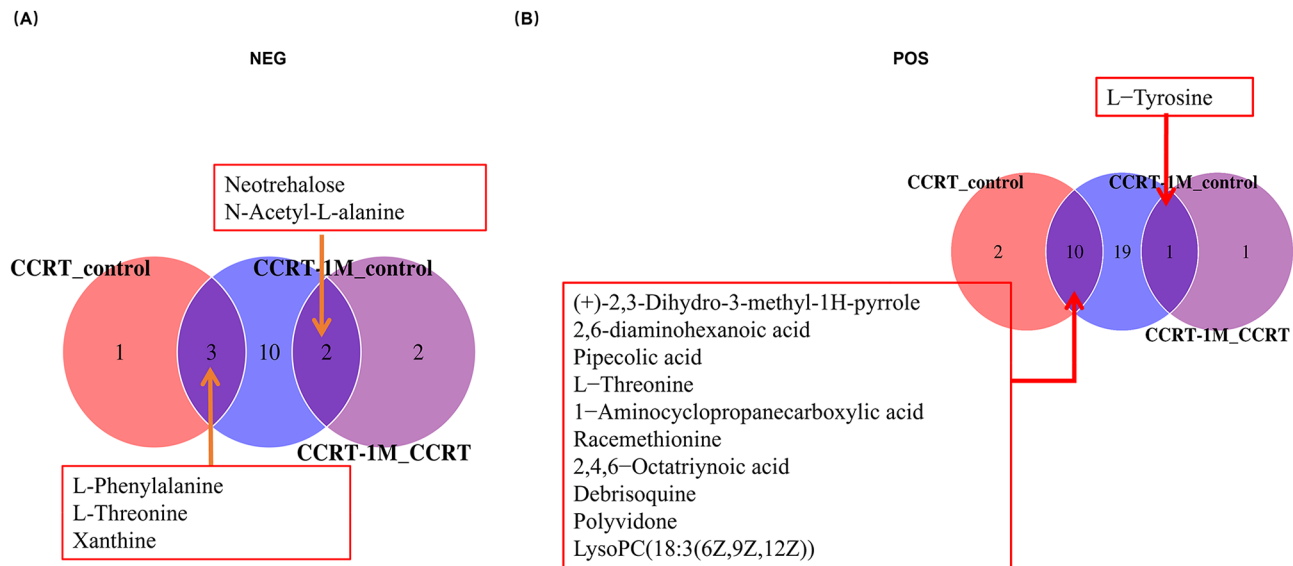 (A)
NEG
Neotrehalose
N-Acetyl-L-alanine
CCRT_control
CCRT-1M_control
1
3
10
2
2
CCRT-1M_CCRT
L-Phenylalanine
L-Threonine
Xanthine
(B)
POS
L−Tyrosine
CCRT_control
CCRT-1M_control
2
10
19
1
1
CCRT-1M_CCRT
(+)-2,3-Dihydro-3-methyl-1H-pyrrole
2,6-diaminohexanoic acid
Pipecolic acid
L−Threonine
1−Aminocyclopropanecarboxylic acid
Racemethionine
2,4,6−Octatriynoic acid
Debrisoquine
Polyvidone
LysoPC(18:3(6Z,9Z,12Z))